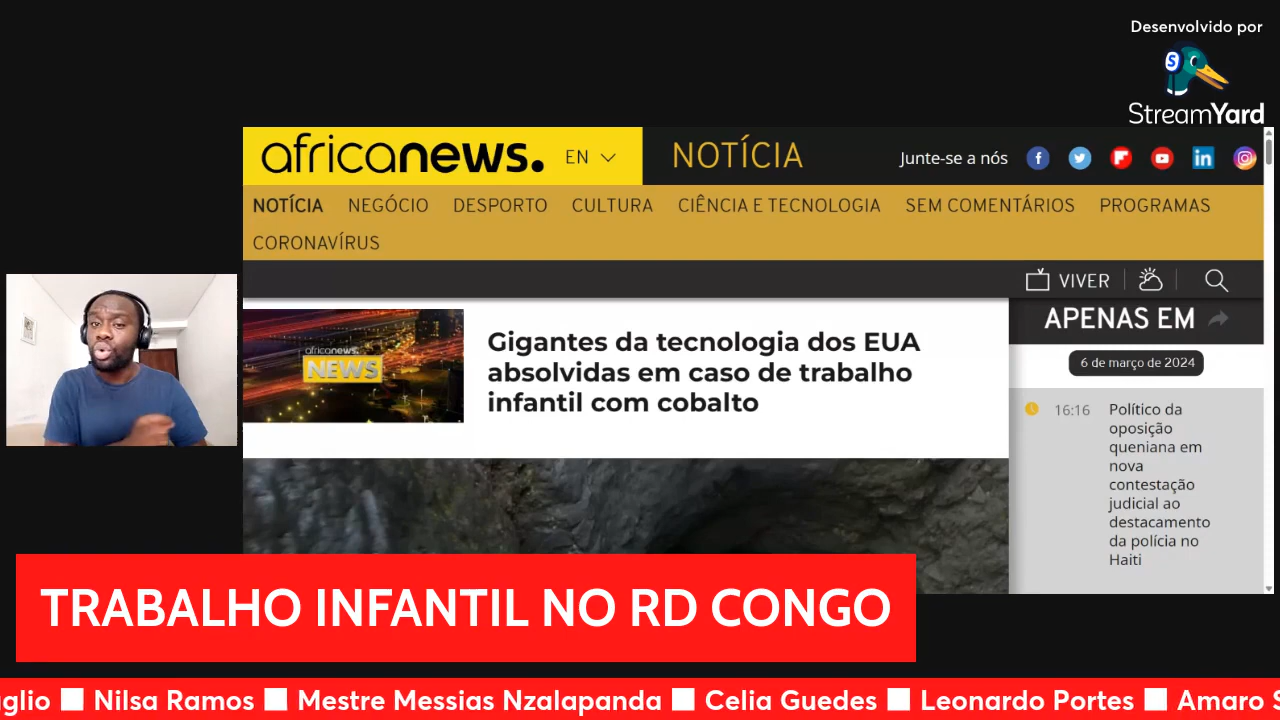 Desenvolvido por
StreamYard
africanews.
EN
NOTÍCIA
Junte-se a nós
NOTÍCIA NEGÓCIO DESPORTO CULTURA CIÊNCIA E TECNOLOGIA SEM COMENTÁRIOS PROGRAMAS
CORONAVÍRUS
VIVER
africanews.
NEWS
Gigantes da tecnologia dos EUA
absolvidas em caso de trabalho
infantil com cobalto
APENAS EM
6 de março de 2024
16:16
Político da
oposição
queniana em
nova
contestação
judicial ao
destacamento
da polícia no
Haiti
TRABALHO INFANTIL NO RD CONGO
glio ■ Nilsa Ramos ■ Mestre Messias Nzalapanda ■ Celia Guedes ■ Leonardo Portes ■ Amaro S